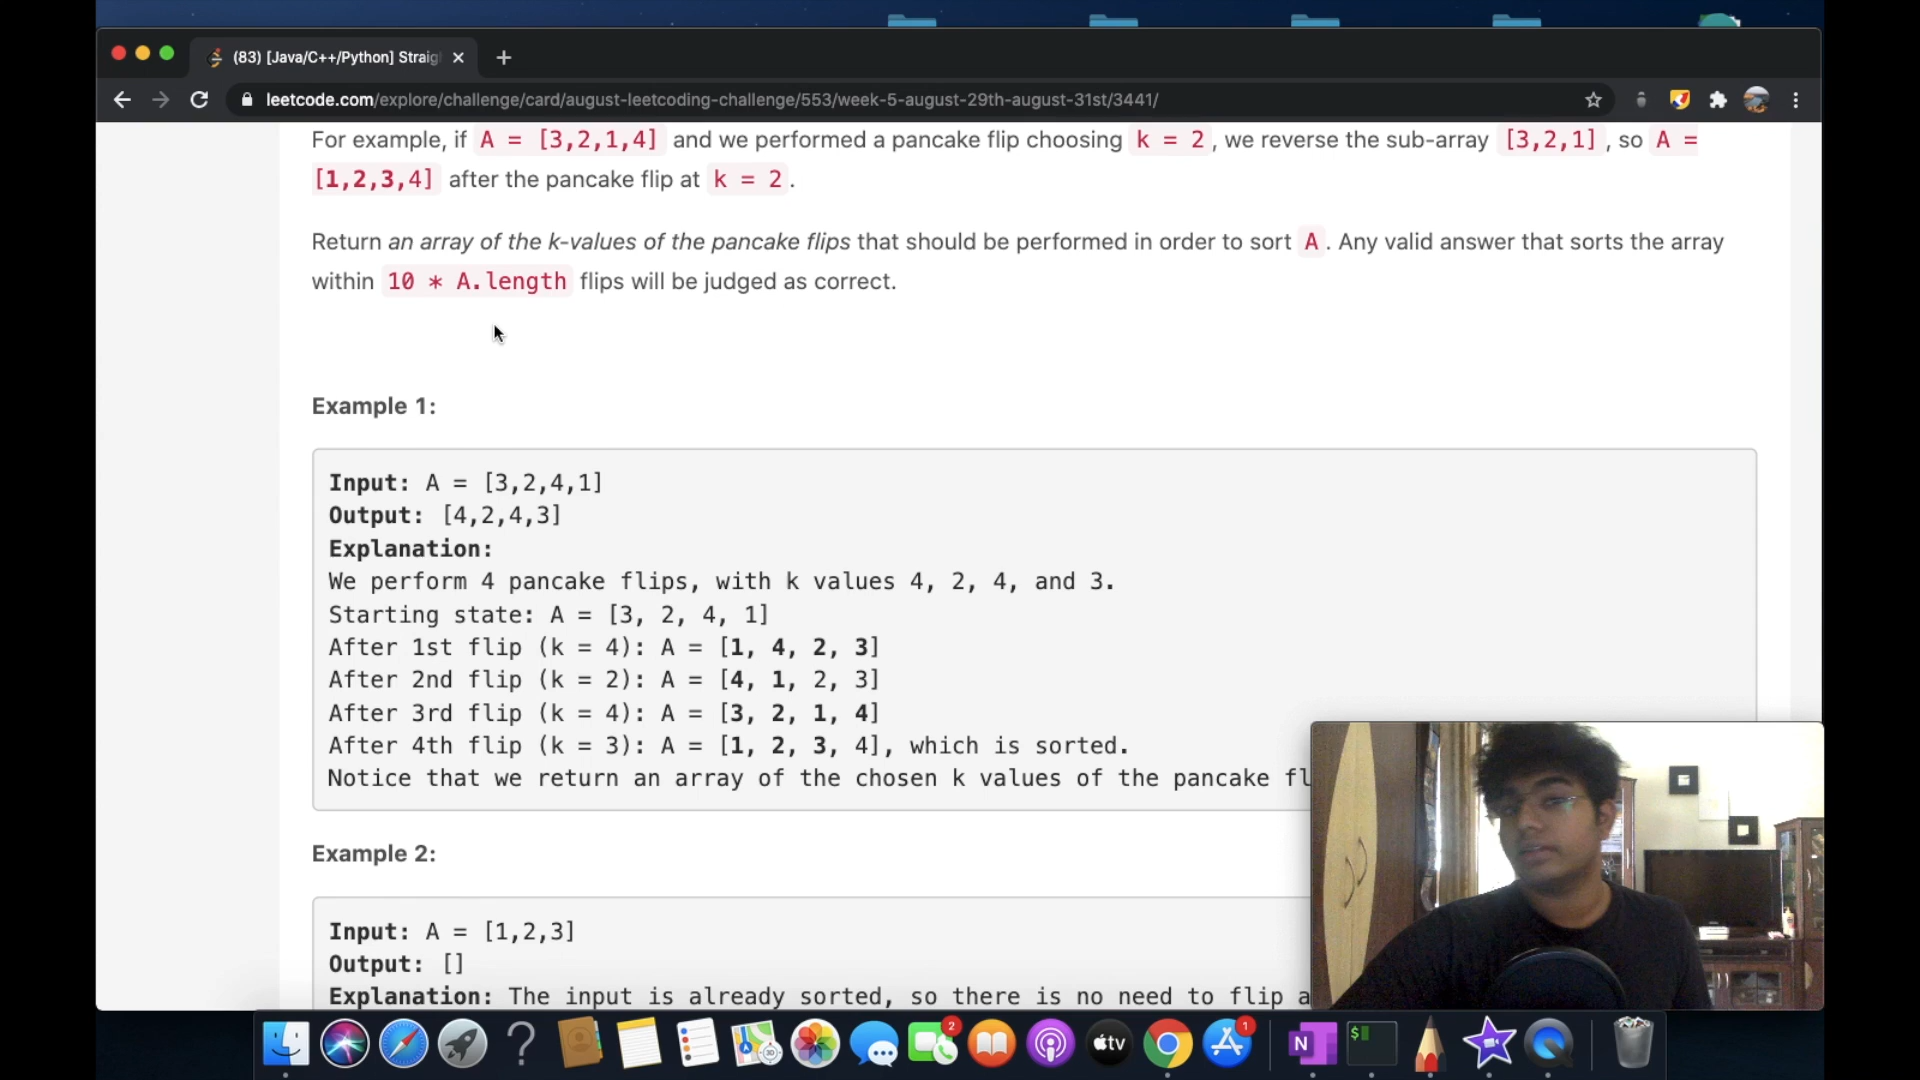 (83) [Java/C++/Python] Straig
leetcode.com/explore/challenge/card/august-leetcoding-challenge/553/week-5-august-29th-august-31st/3441/
For example, if A = [3,2,1,4] and we performed a pancake flip choosing k = 2, we reverse the sub-array [3,2,1], so A =
[1,2,3,4] after the pancake flip at k = 2.
Return an array of the k-values of the pancake flips that should be performed in order to sort A. Any valid answer that sorts the array
within 10 * A.length flips will be judged as correct.
Example 1:
Input: A = [3,2,4,1]
Output: [4,2,4,3]
Explanation:
We perform 4 pancake flips, with k values 4, 2, 4, and 3.
Starting state: A = [3, 2, 4, 1]
After 1st flip (k = 4): A = [1, 4, 2, 3]
After 2nd flip (k = 2): A = [4, 1, 2, 3]
After 3rd flip (k = 4): A = [3, 2, 1, 4]
After 4th flip (k = 3): A = [1, 2, 3, 4], which is sorted.
Notice that we return an array of the chosen k values of the pancake fl
Example 2:
Input: A = [1,2,3]
Output: []
Explanation: The input is already sorted, so there is no need to flip a
2
tv
1
N
$